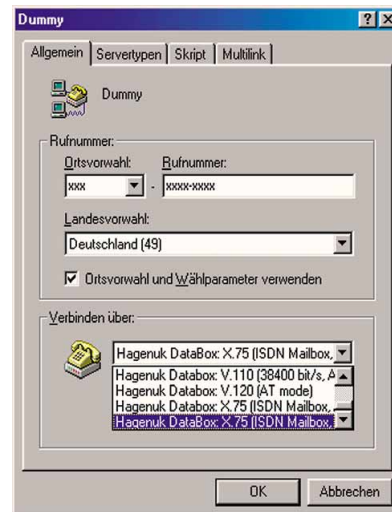 Dummy
Allgemein Servertypen Skript Multilink
Dummy
Rufnummer:
Ortsvorwahl: Rufnummer:
xxx - xxxx-xxxx
Landesvorwahl:
Deutschland (49)
Ortsvorwahl und Wählparameter verwenden
Verbinden über:
Hagenuk DataBox: X.75 (ISDN Mailbox,
Hagenuk DataBox: V.110 (38400 bit/s, A
Hagenuk DataBox: V.120 (AT mode)
Hagenuk DataBox: X.75 (ISDN Mailbox,
Hagenuk DataBox: X.75 (ISDN Mailbox,
OK Abbrechen